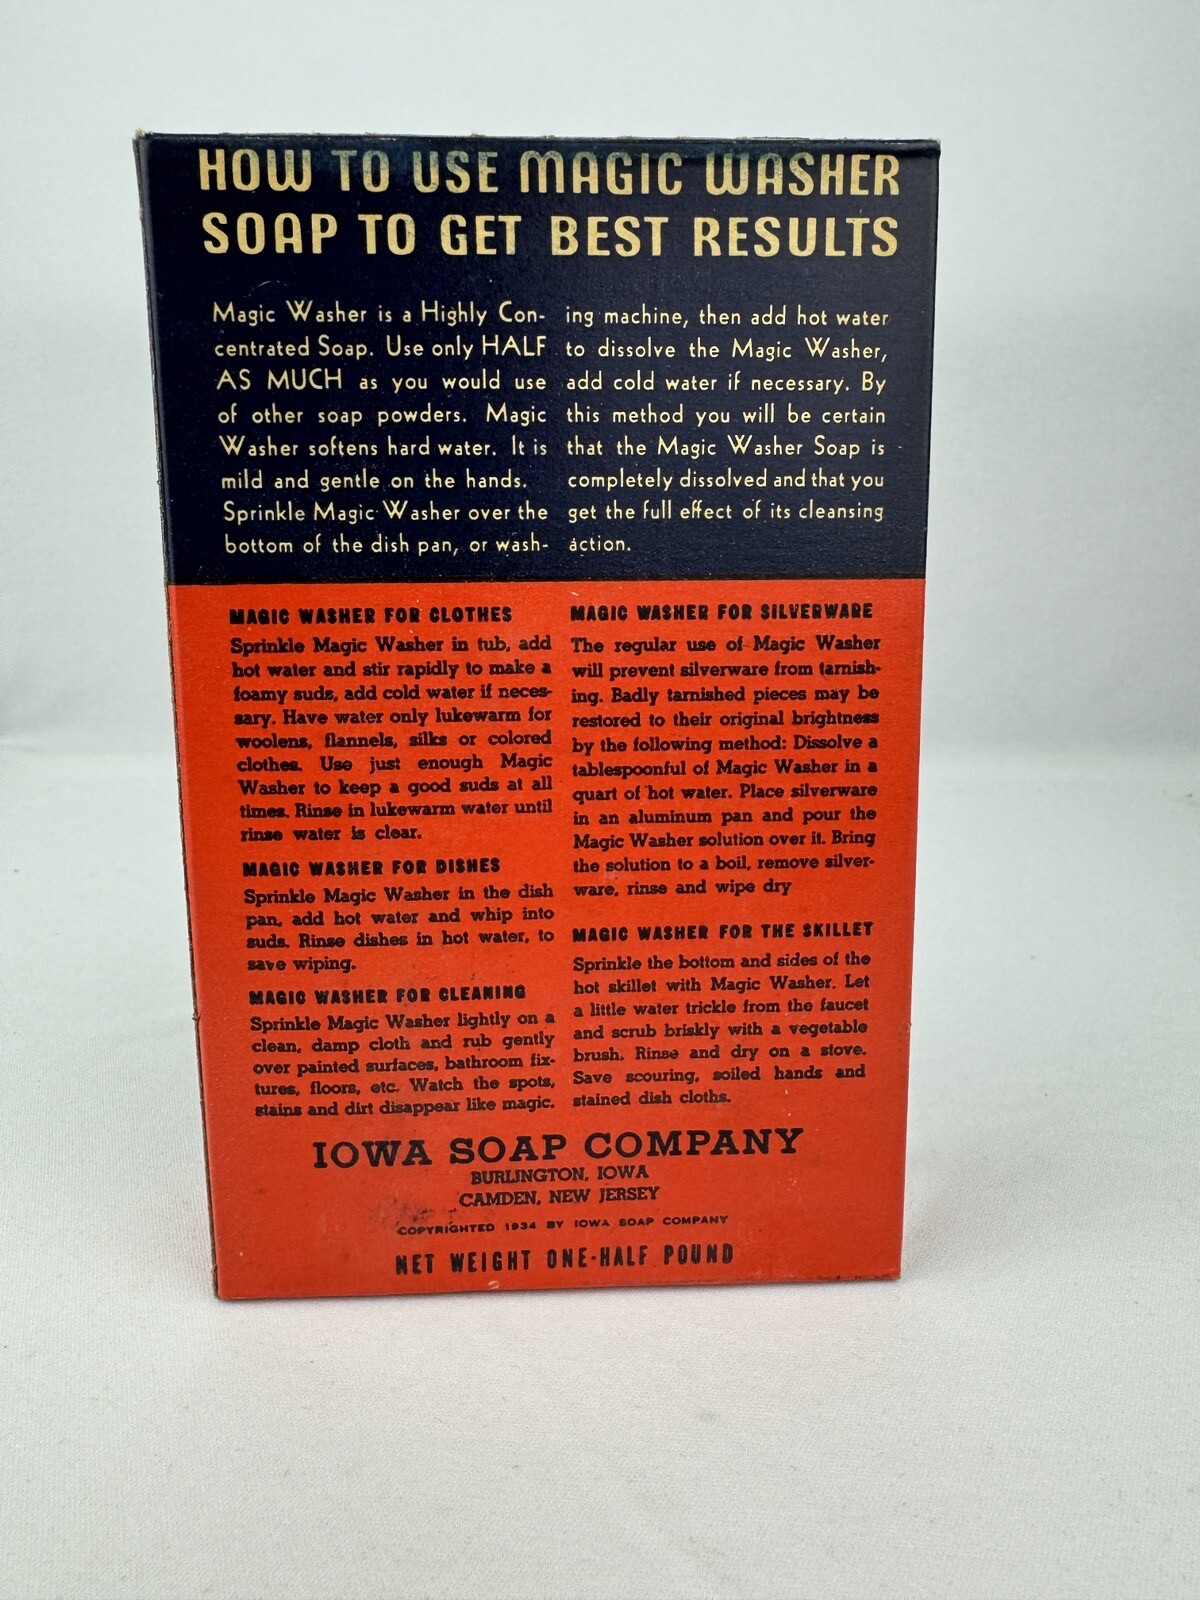 HOW TO USE MAGIC WASHER
SOAP TO GET BEST RESULTS
Magic Washer is a Highly Con-
centrated Soap. Use only HALF
AS MUCH as you would use
of other soap powders. Magic
Washer softens hard water. It is
mild and gentle on the hands.
Sprinkle Magic Washer over the
bottom of the dish pan, or wash-
ing machine, then add hot water
to dissolve the Magic Washer,
add cold water if necessary. By
this method you will be certain
that the Magic Washer Soap is
completely dissolved and that you
get the full effect of its cleansing
action.
MAGIC WASHER FOR CLOTHES
Sprinkle Magic Washer in tub, add
hot water and stir rapidly to make a
foamy suds, add cold water if neces-
sary. Have water only lukewarm for
woolens, flannels, silks or colored
clothes. Use just enough Magic
Washer to keep a good suds at all
times. Rinse in lukewarm water until
rinse water is clear.
MAGIC WASHER FOR DISHES
Sprinkle Magic Washer in the dish
pan, add hot water and whip into
suds. Rinse dishes in hot water, to
save wiping.
MAGIC WASHER FOR CLEANING
Sprinkle Magic Washer lightly on a
clean, damp cloth and rub gently
over painted surfaces, bathroom fix-
tures, floors, etc. Watch the spots,
stains and dirt disappear like magic.
MAGIC WASHER FOR SILVERWARE
The regular use of Magic Washer
will prevent silverware from tarnish-
ing. Badly tarnished pieces may be
restored to their original brightness
by the following method: Dissolve a
tablespoonful of Magic Washer in a
quart of hot water. Place silverware
in an aluminum pan and pour the
Magic Washer solution over it. Bring
the solution to a boil, remove silver-
ware, rinse and wipe dry
MAGIC WASHER FOR THE SKILLET
Sprinkle the bottom and sides of the
hot skillet with Magic Washer. Let
a little water trickle from the faucet
and scrub briskly with a vegetable
brush. Rinse and dry on a stove.
Save scouring, soiled hands and
stained dish cloths.
IOWA SOAP COMPANY
BURLINGTON, IOWA
CAMDEN, NEW JERSEY
COPYRIGHTED 1934 BY IOWA SOAP COMPANY
NET WEIGHT ONE-HALF POUND